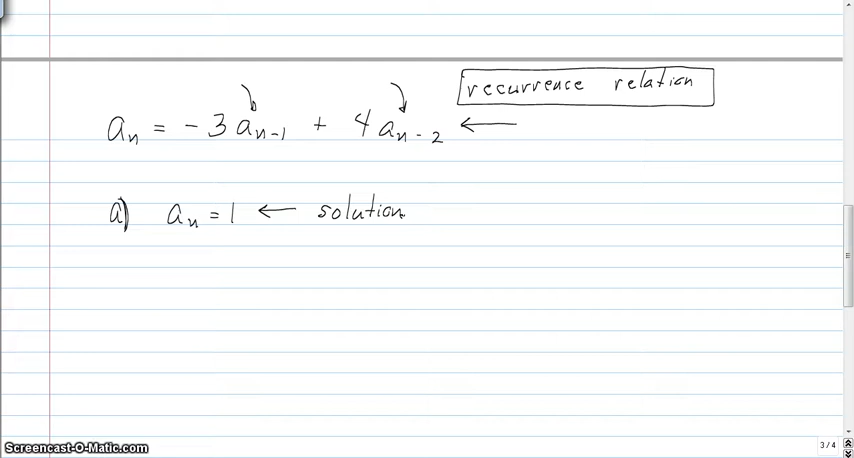 recurrence relation
aₙ = -3aₙ₋₁ + 4aₙ₋₂ ←
a) aₙ = 1 ← solution
3 / 4
Screencast-O-Matic.com